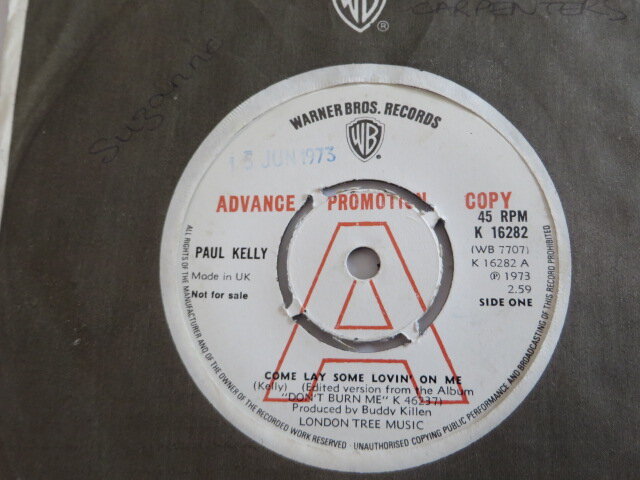 CARPENTERS
Suzanne
WARNER BROS. RECORDS
WB
13 JUN 1973
ADVANCE PROMOTION COPY
45 RPM
K 16282
(WB 7707)
K 16282 A
℗ 1973
2.59
SIDE ONE
PAUL KELLY
Made in UK
Not for sale
A
COME LAY SOME LOVIN' ON ME
(Kelly) (Edited version from the Album
"DON'T BURN ME" K 46237)
Produced by Buddy Killen
LONDON TREE MUSIC
ALL RIGHTS OF THE MANUFACTURER AND OF THE OWNER OF THE RECORDED WORK RESERVED · UNAUTHORISED COPYING PUBLIC PERFORMANCE AND BROADCASTING OF THIS RECORD PROHIBITED